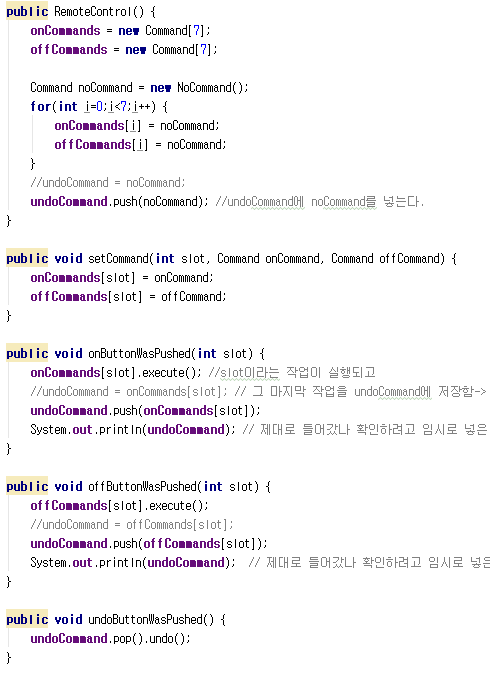 public RemoteControl() {
onCommands = new Command[7];
offCommands = new Command[7];
Command noCommand = new NoCommand();
for(int i=0;i<7;i++) {
onCommands[i] = noCommand;
offCommands[i] = noCommand;
}
//undoCommand = noCommand;
undoCommand.push(noCommand); //undoCommand에 noCommand를 넣는다.
}
public void setCommand(int slot, Command onCommand, Command offCommand) {
onCommands[slot] = onCommand;
offCommands[slot] = offCommand;
}
public void onButtonWasPushed(int slot) {
onCommands[slot].execute(); //slot이라는 작업이 실행되고
//undoCommand = onCommands[slot]; // 그 마지막 작업을 undoCommand에 저장함->
undoCommand.push(onCommands[slot]);
System.out.println(undoCommand); // 제대로 들어갔나 확인하려고 임시로 넣은
}
public void offButtonWasPushed(int slot) {
offCommands[slot].execute();
//undoCommand = offCommands[slot];
undoCommand.push(offCommands[slot]);
System.out.println(undoCommand); // 제대로 들어갔나 확인하려고 임시로 넣은
}
public void undoButtonWasPushed() {
undoCommand.pop().undo();
}